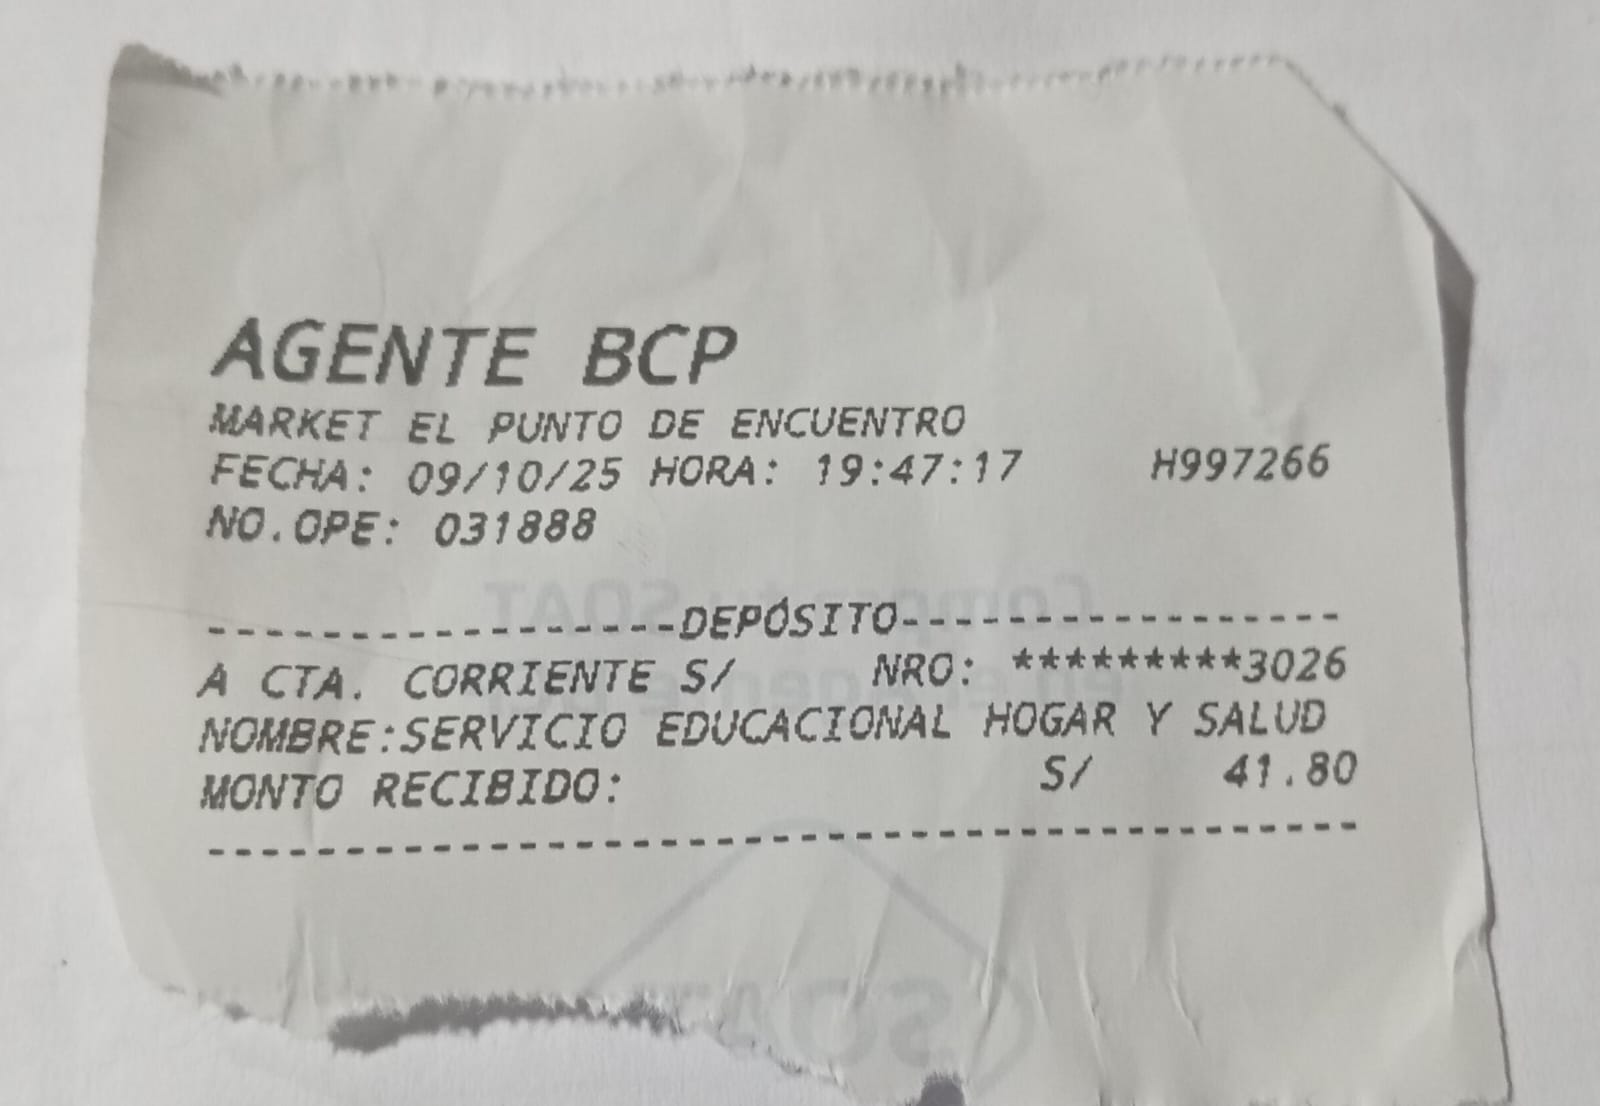 AGENTE BCP
MARKET EL PUNTO DE ENCUENTRO
FECHA: 09/10/25 HORA: 19:47:17 H997266
NO.OPE: 031888
-----------------DEPÓSITO-----------------
A CTA. CORRIENTE S/ NRO: *********3026
NOMBRE:SERVICIO EDUCACIONAL HOGAR Y SALUD
MONTO RECIBIDO: S/ 41.80
------------------------------------------